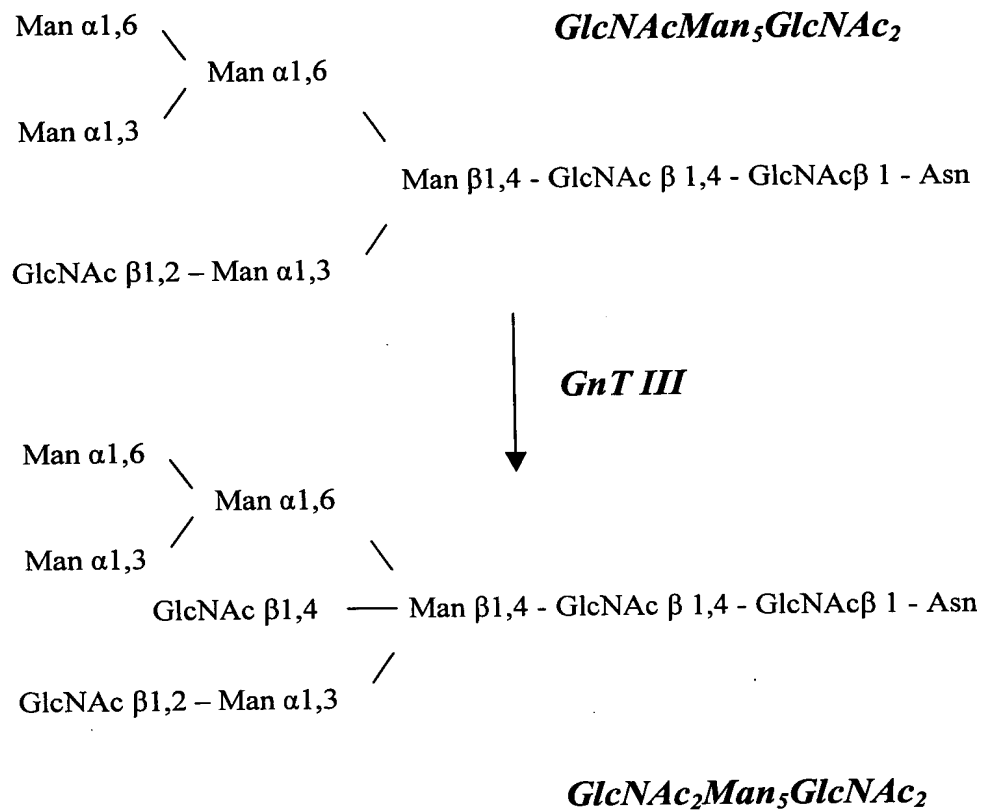 Man α1,6
GlcNAcMan5GlcNAc2
Man α1,6
Man α1,3
Man β1,4 - GlcNAc β 1,4 - GlcNAcβ 1 - Asn
GlcNAc β1,2 – Man α1,3
GnT III
Man α1,6
Man α1,6
Man α1,3
GlcNAc β1,4 — Man β1,4 - GlcNAc β 1,4 - GlcNAcβ 1 - Asn
GlcNAc β1,2 – Man α1,3
GlcNAc2Man5GlcNAc2